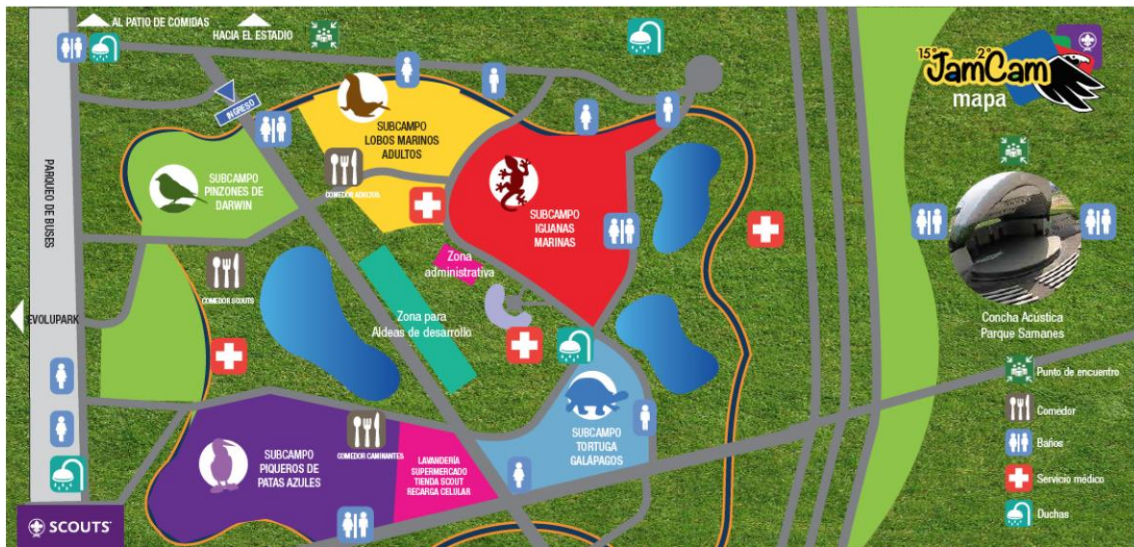 AL PATIO DE COMIDAS
HACIA EL ESTADIO
15° JamCam 2°
mapa
INGRESO
PARQUEO DE BUSES
SUBCAMPO
LOBOS MARINOS
ADULTOS
SUBCAMPO
PINZONES DE
DARWIN
COMEDOR ADULTOS
SUBCAMPO
IGUANAS
MARINAS
Zona
administrativa
COMEDOR SCOUTS
EVOLUPARK
Zona para
Aldeas de desarrollo
Concha Acústica
Parque Samanes
Punto de encuentro
Comedor
Baños
Servicio médico
Duchas
SUBCAMPO
TORTUGA
GALÁPAGOS
SUBCAMPO
PIQUEROS DE
PATAS AZULES
COMEDOR CAMINANTES
LAVANDERÍA
SUPERMERCADO
TIENDA SCOUT
RECARGA CELULAR
SCOUTS